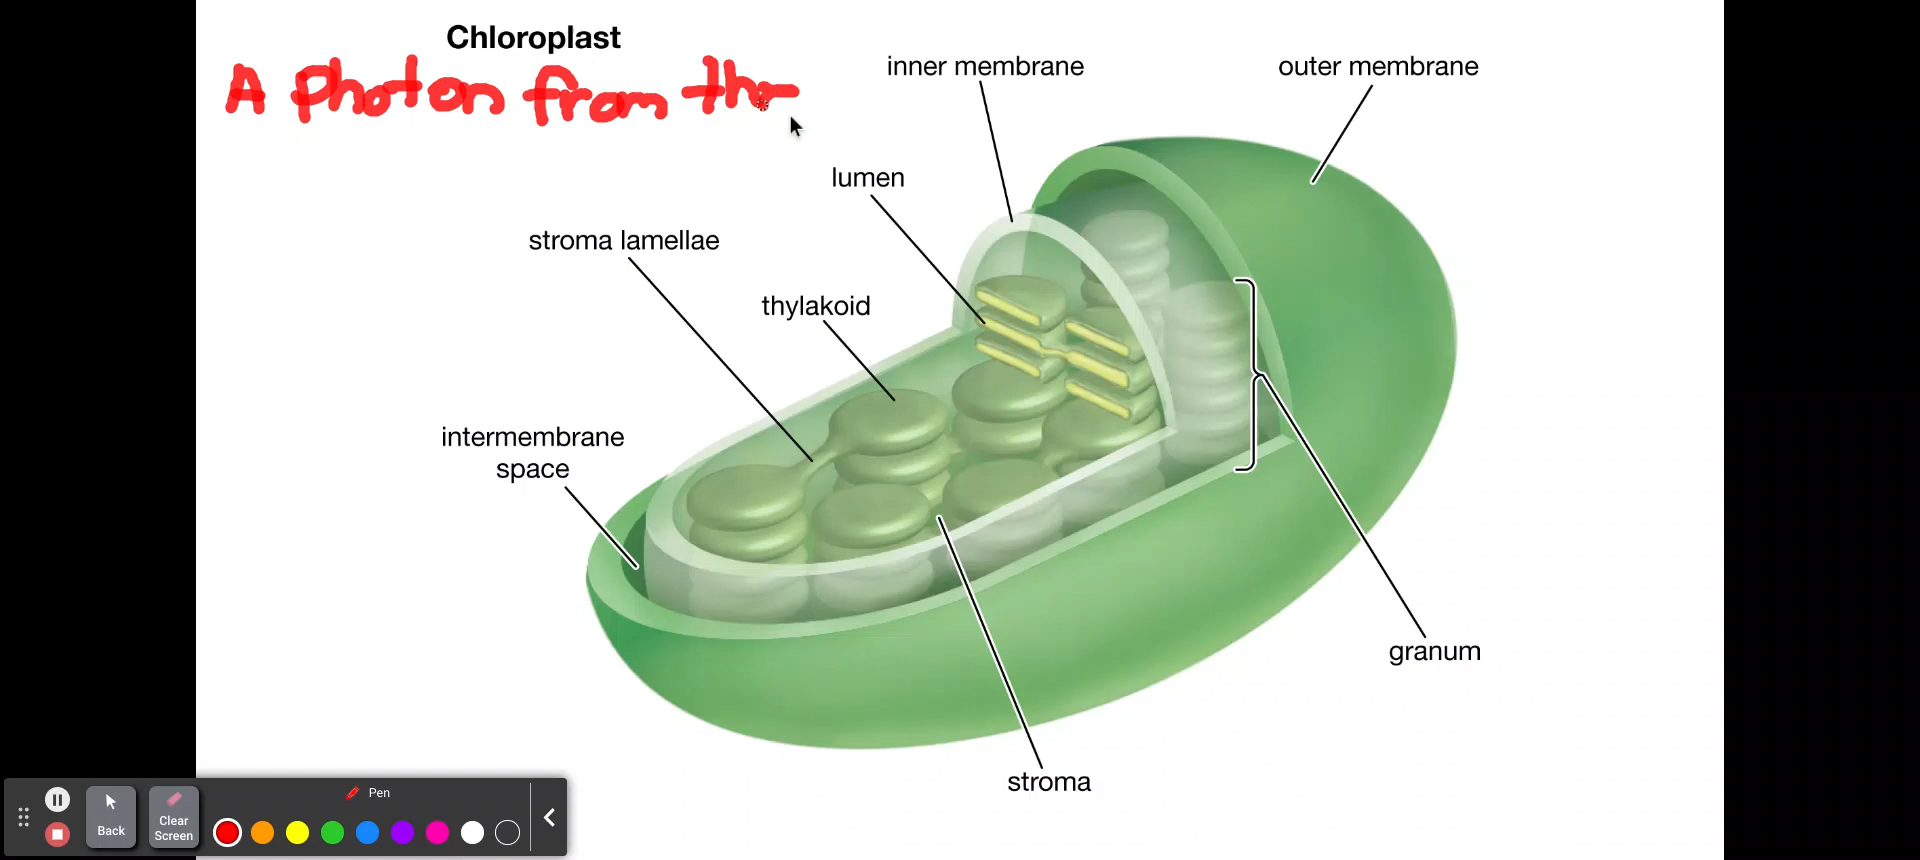 Chloroplast
A Photon from the
inner membrane
outer membrane
lumen
stroma lamellae
thylakoid
intermembrane
space
granum
stroma
Pen
Back
Clear
Screen